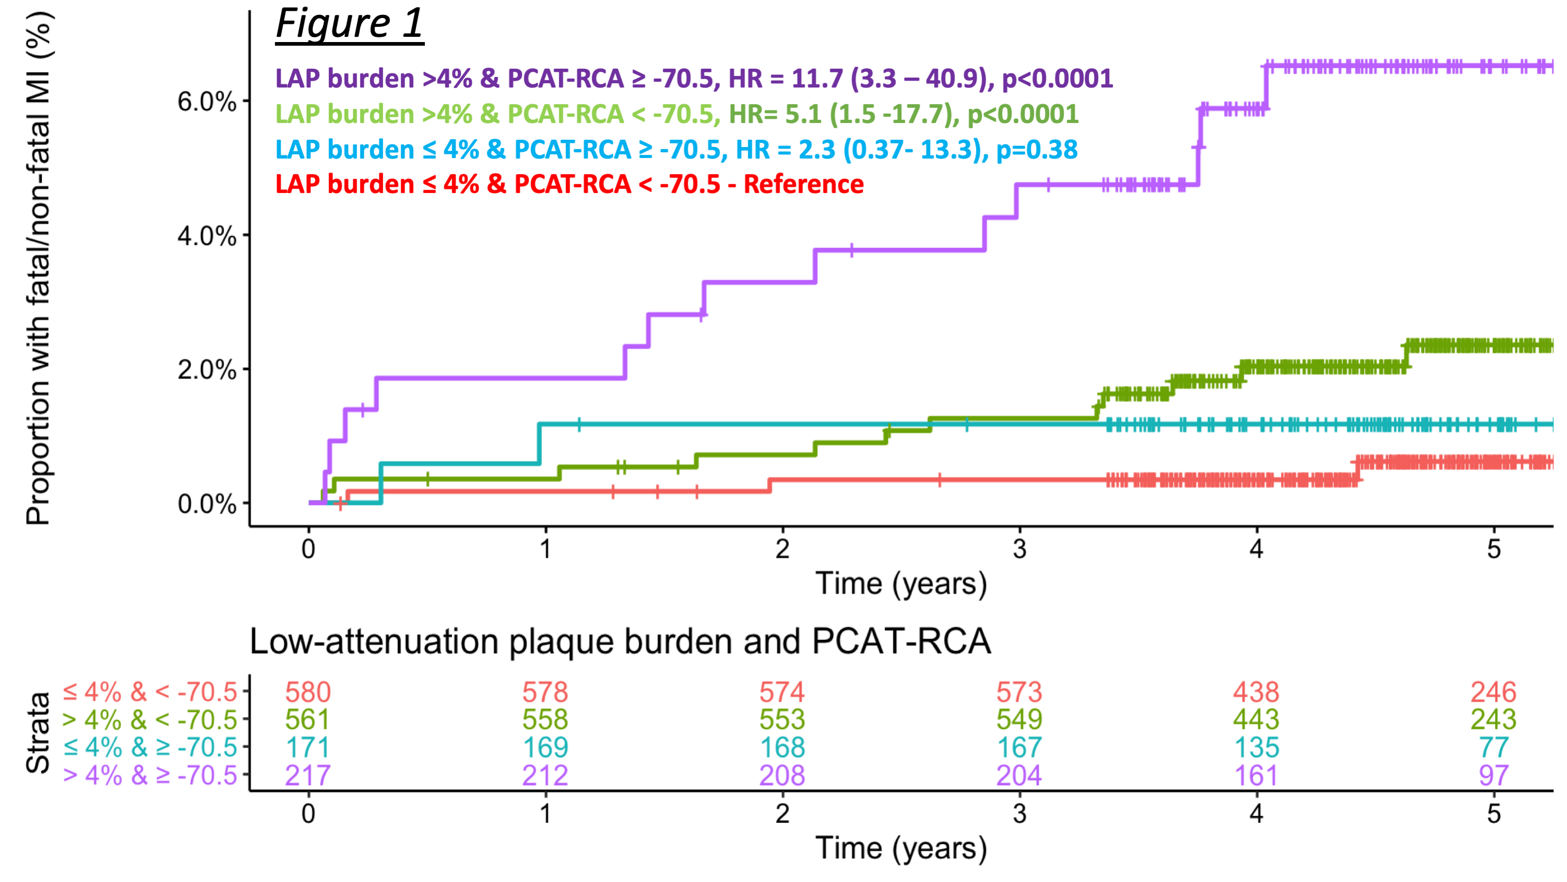 Figure 1
LAP burden >4% & PCAT-RCA ≥ -70.5, HR = 11.7 (3.3 – 40.9), p<0.0001
LAP burden >4% & PCAT-RCA < -70.5, HR= 5.1 (1.5 -17.7), p<0.0001
LAP burden ≤ 4% & PCAT-RCA ≥ -70.5, HR = 2.3 (0.37- 13.3), p=0.38
LAP burden ≤ 4% & PCAT-RCA < -70.5 - Reference
Proportion with fatal/non-fatal MI (%)
6.0%
4.0%
2.0%
0.0%
0 1 2 3 4 5
Time (years)
Low-attenuation plaque burden and PCAT-RCA
Strata
≤ 4% & < -70.5 580 578 574 573 438 246
> 4% & < -70.5 561 558 553 549 443 243
≤ 4% & ≥ -70.5 171 169 168 167 135 77
> 4% & ≥ -70.5 217 212 208 204 161 97
0 1 2 3 4 5
Time (years)